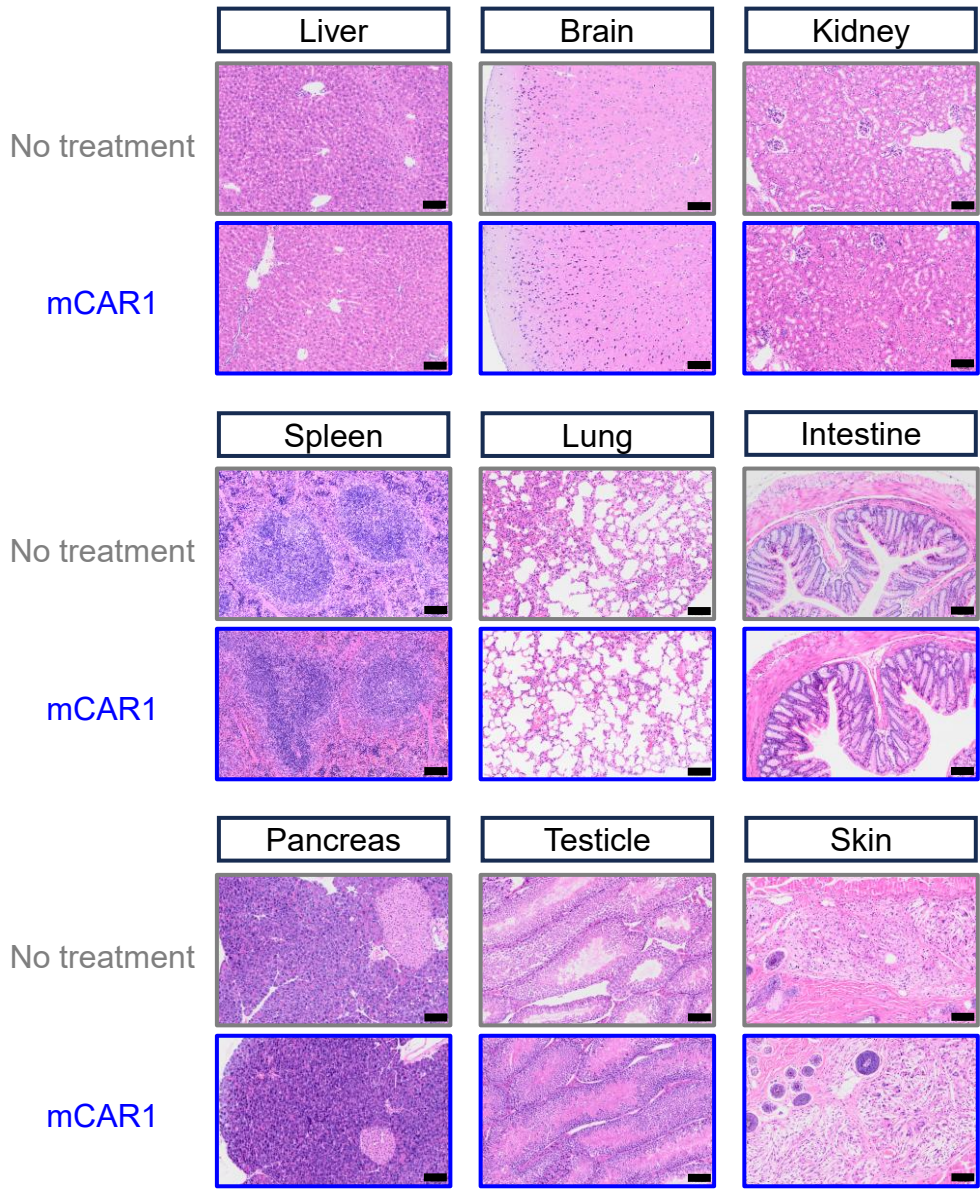 Liver Brain Kidney
No treatment
mCAR1
Spleen Lung Intestine
No treatment
mCAR1
Pancreas Testicle Skin
No treatment
mCAR1